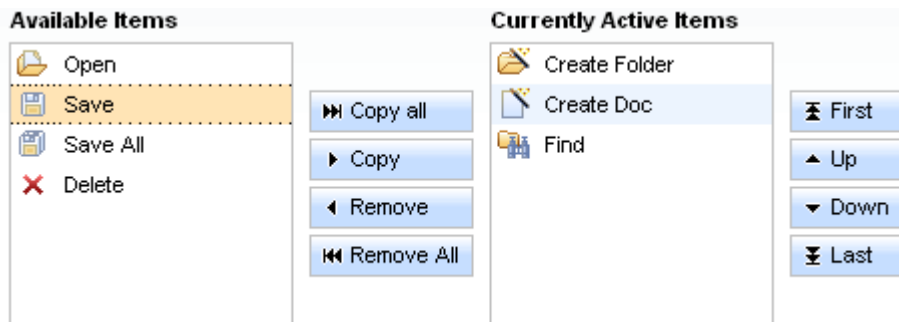 Available Items
Open
Save
Save All
Delete
Copy all
Copy
Remove
Remove All
Currently Active Items
Create Folder
Create Doc
Find
First
Up
Down
Last